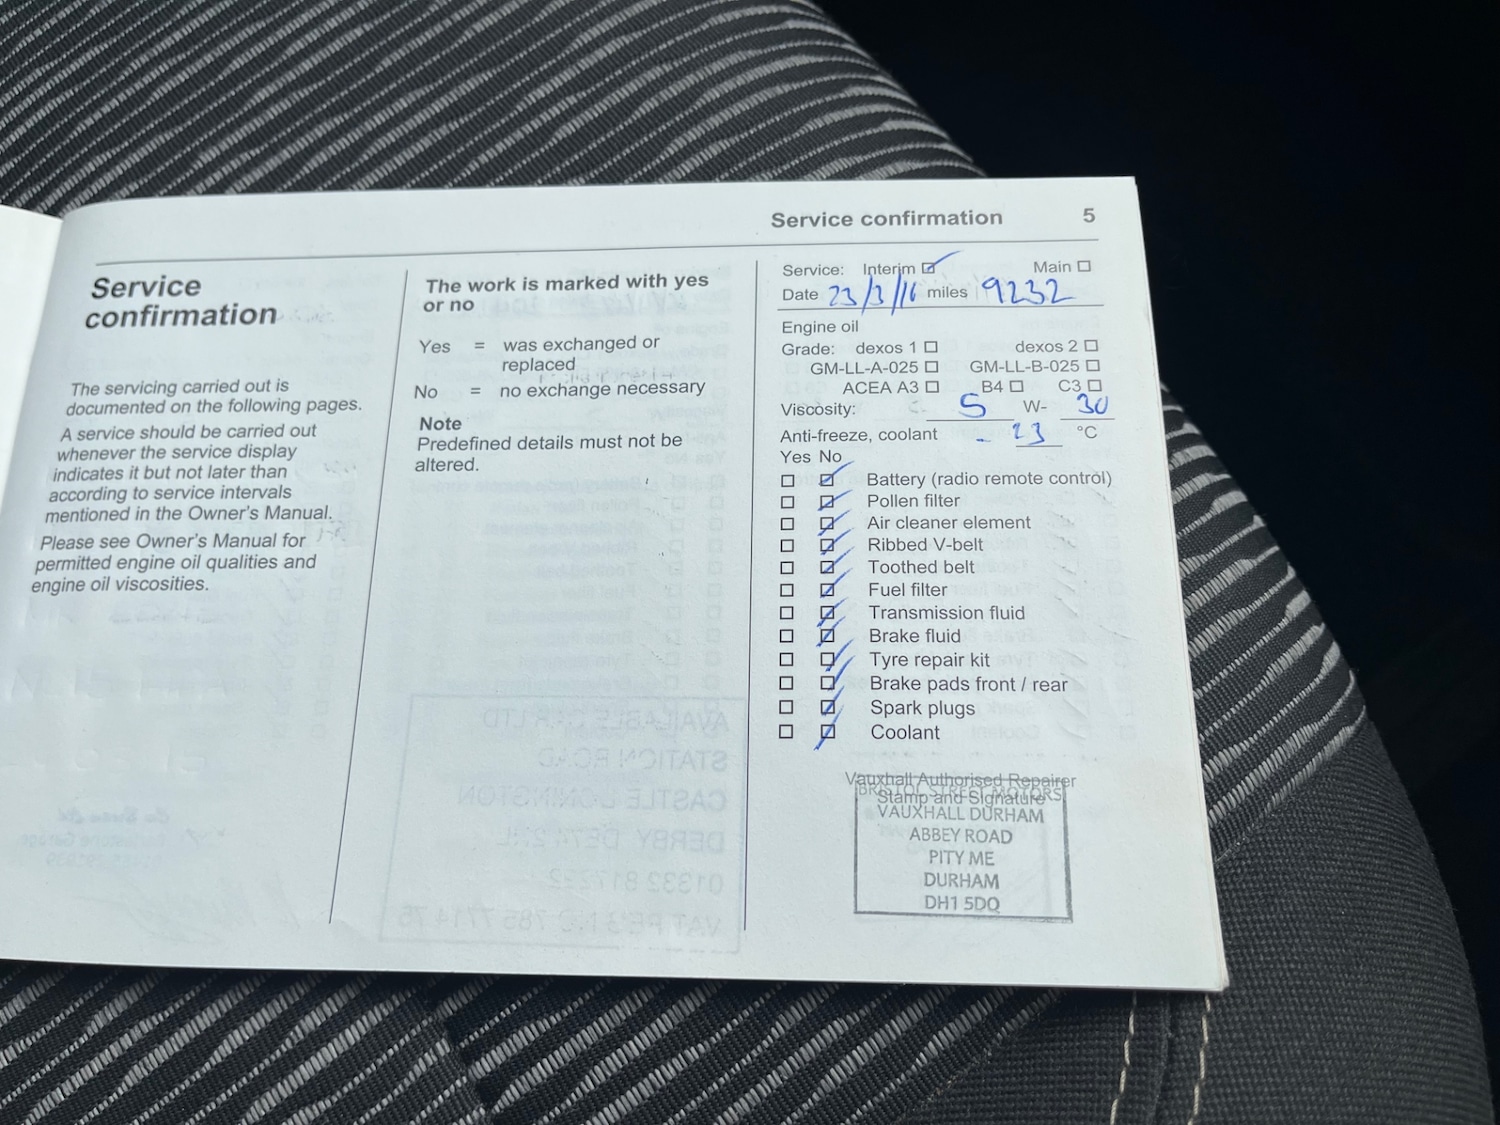 Service confirmation 5
Service
confirmation
The servicing carried out is
documented on the following pages.
A service should be carried out
whenever the service display
indicates it but not later than
according to service intervals
mentioned in the Owner's Manual.
Please see Owner's Manual for
permitted engine oil qualities and
engine oil viscosities.
The work is marked with yes
or no
Yes = was exchanged or
replaced
No = no exchange necessary
Note
Predefined details must not be
altered.
Service: Interim Main
Date 23/3/16 miles 9232
Engine oil
Grade: dexos 1 dexos 2
GM-LL-A-025 GM-LL-B-025
ACEA A3 B4 C3
Viscosity: 5 W- 30
Anti-freeze, coolant - 23 °C
Yes No
Battery (radio remote control)
Pollen filter
Air cleaner element
Ribbed V-belt
Toothed belt
Fuel filter
Transmission fluid
Brake fluid
Tyre repair kit
Brake pads front / rear
Spark plugs
Coolant
Vauxhall Authorised Repairer
BRISTOL STREET MOTORS
Stamp and Signature
VAUXHALL DURHAM
ABBEY ROAD
PITY ME
DURHAM
DH1 5DQ